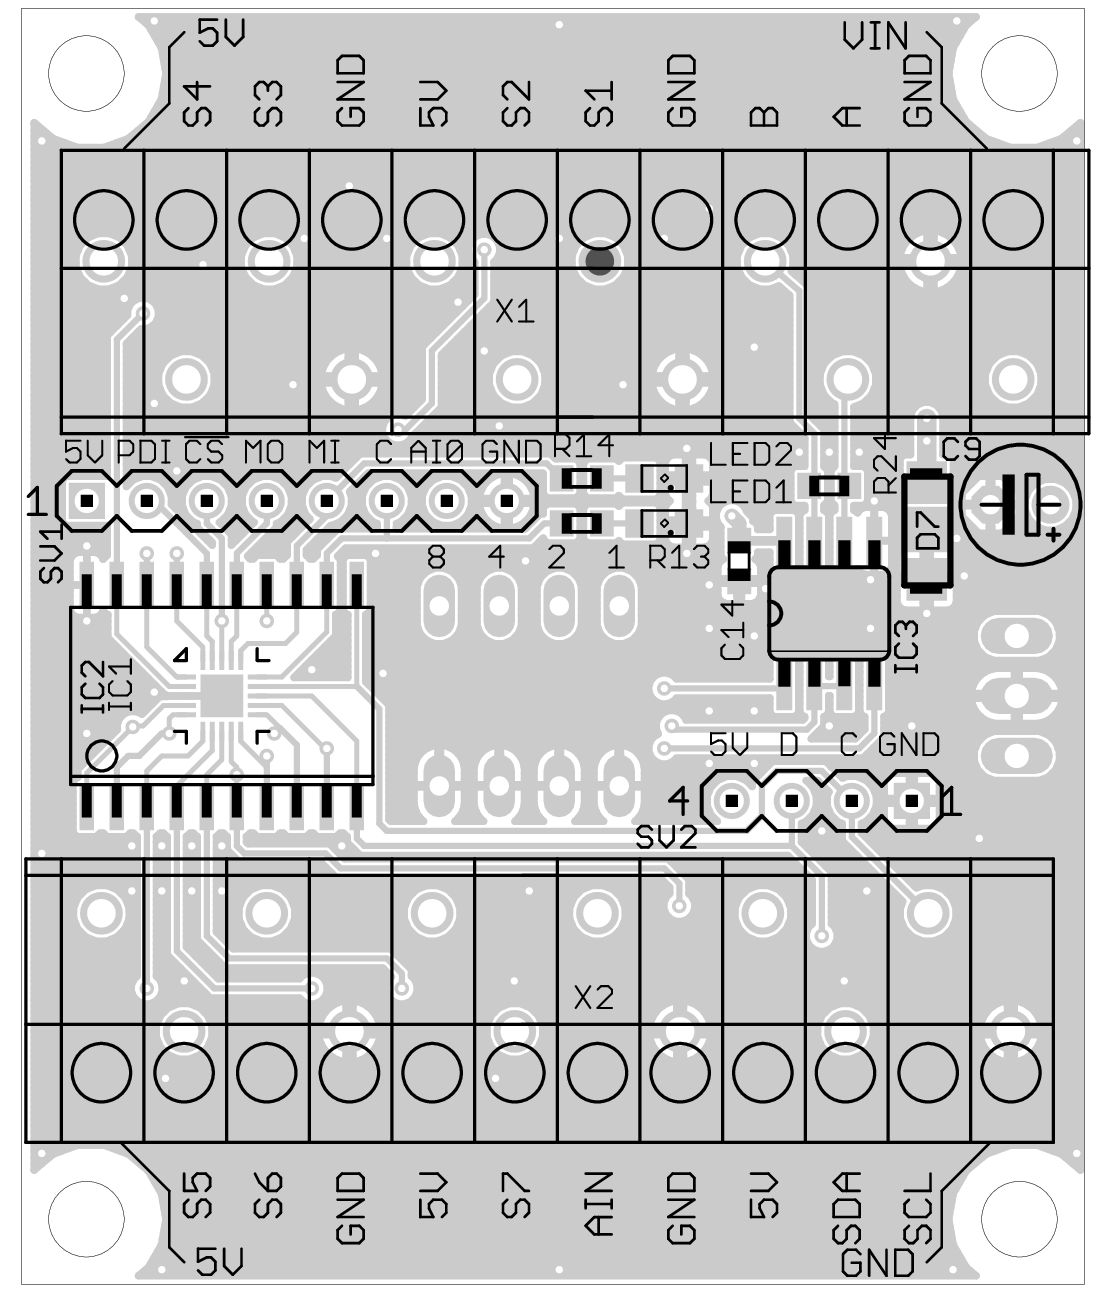 5V VIN
S4 S3 GND 5V S2 S1 GND B A GND
X1
5V PDI CS MO MI C AI0 GND R14 LED2 R24 C9
1 LED1 D7
SV1 8 4 2 1 R13
C14 IC3
IC2 IC1
5V D C GND
4 1
SV2
X2
S5 S6 GND 5V S7 AIN GND 5V SDA SCL
5V GND